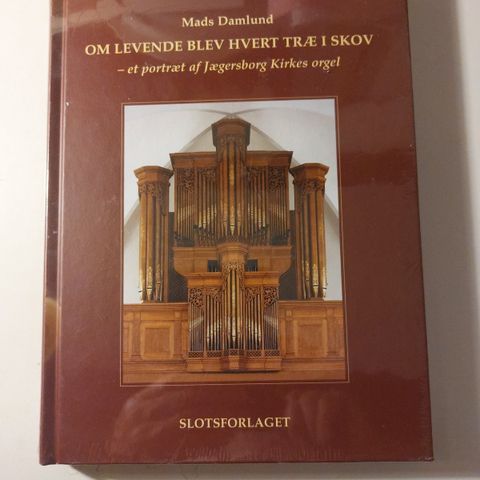 Mads Damlund
OM LEVENDE BLEV HVERT TRÆ I SKOV
– et portræt af Jægersborg Kirkes orgel
SLOTSFORLAGET